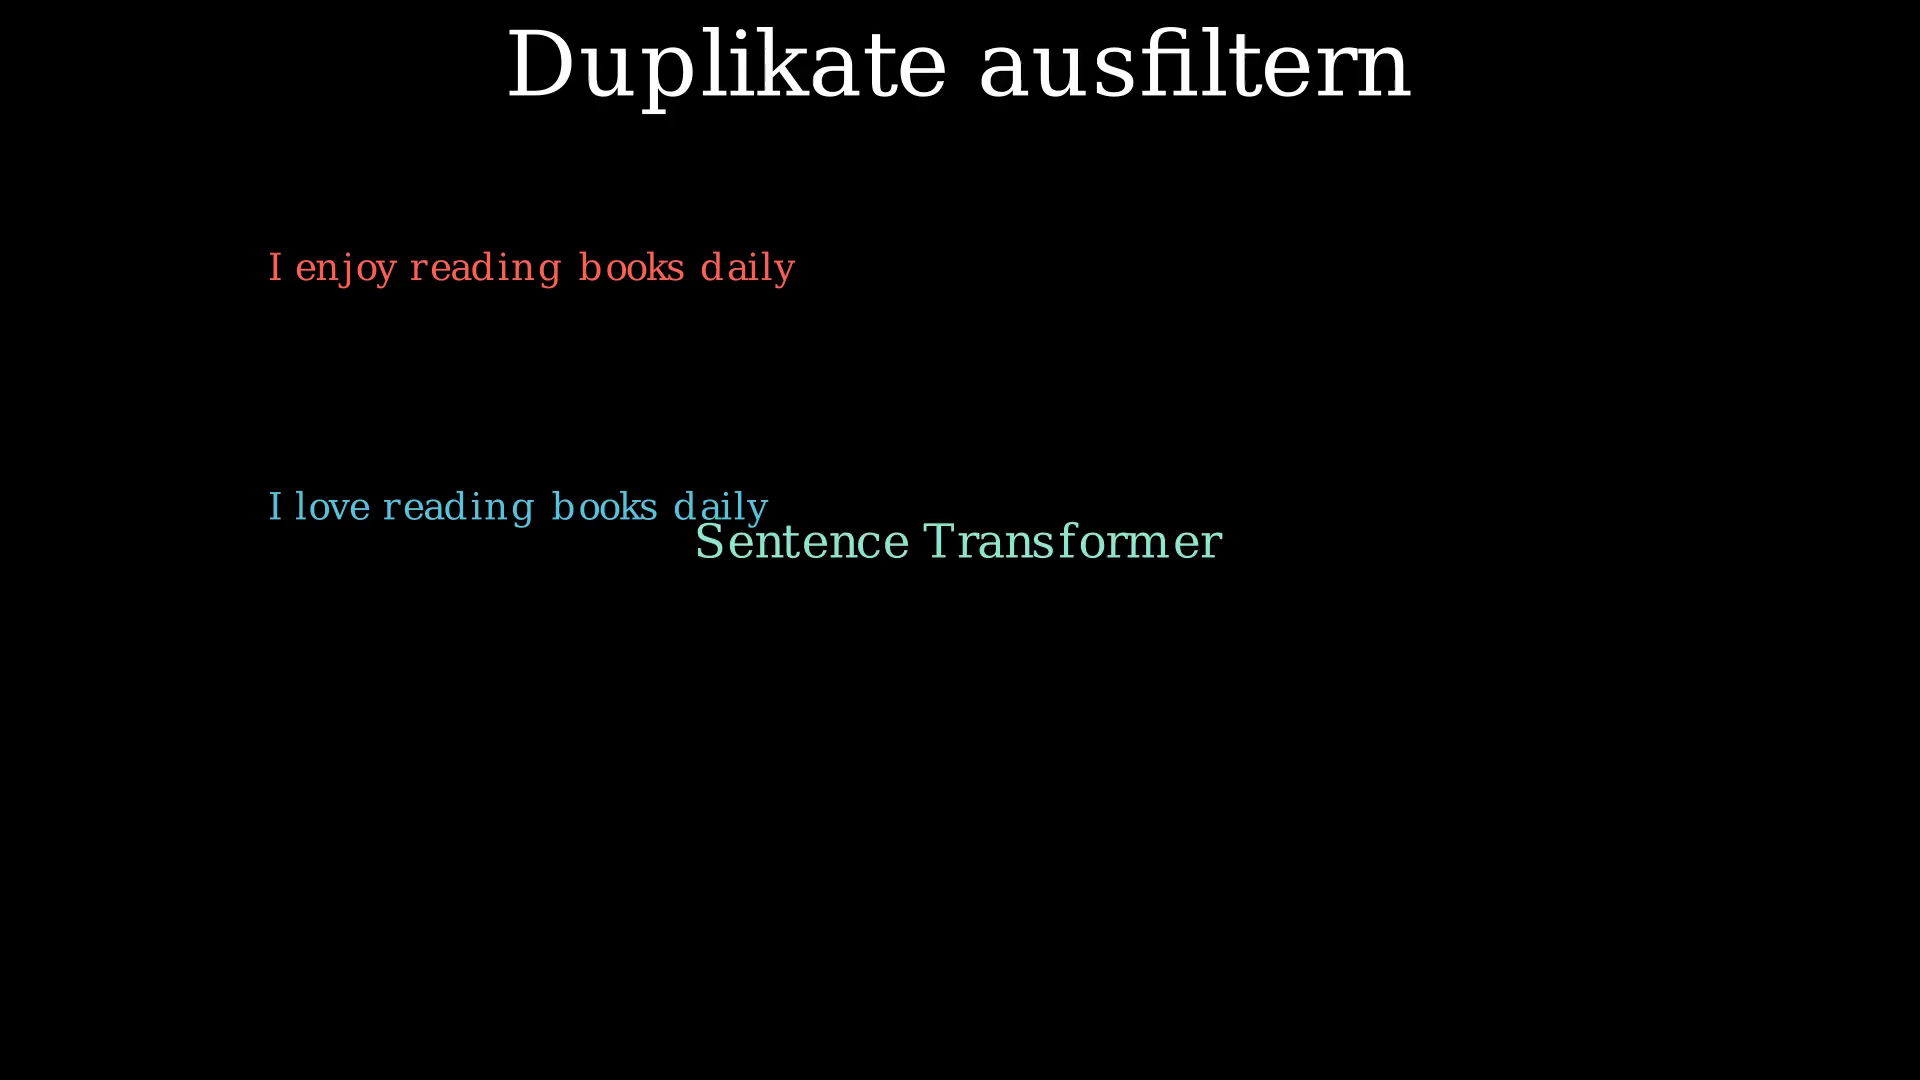 Duplikate ausfiltern
I enjoy reading books daily
I love reading books daily
Sentence Transformer